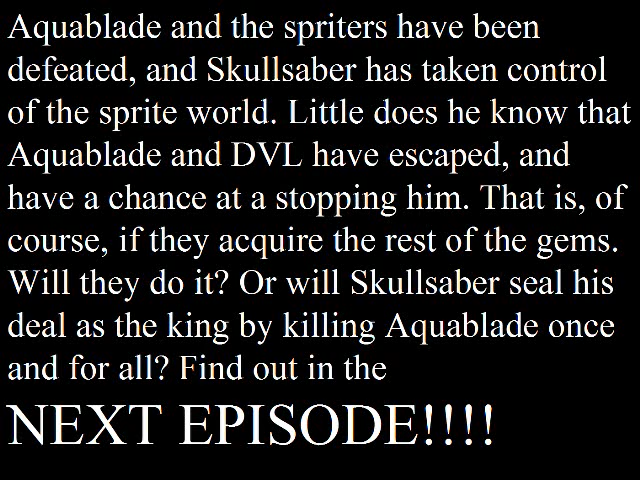 Aquablade and the spriters have been
defeated, and Skullsaber has taken control
of the sprite world. Little does he know that
Aquablade and DVL have escaped, and
have a chance at a stopping him. That is, of
course, if they acquire the rest of the gems.
Will they do it? Or will Skullsaber seal his
deal as the king by killing Aquablade once
and for all? Find out in the
NEXT EPISODE!!!!